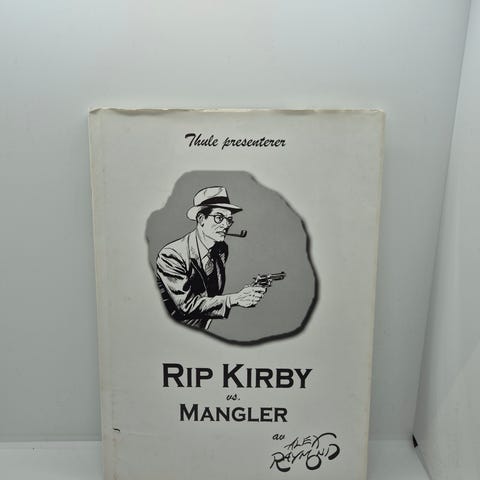 Thule presenterer
RIP KIRBY
vs.
MANGLER
av ALEX
RAYMOND